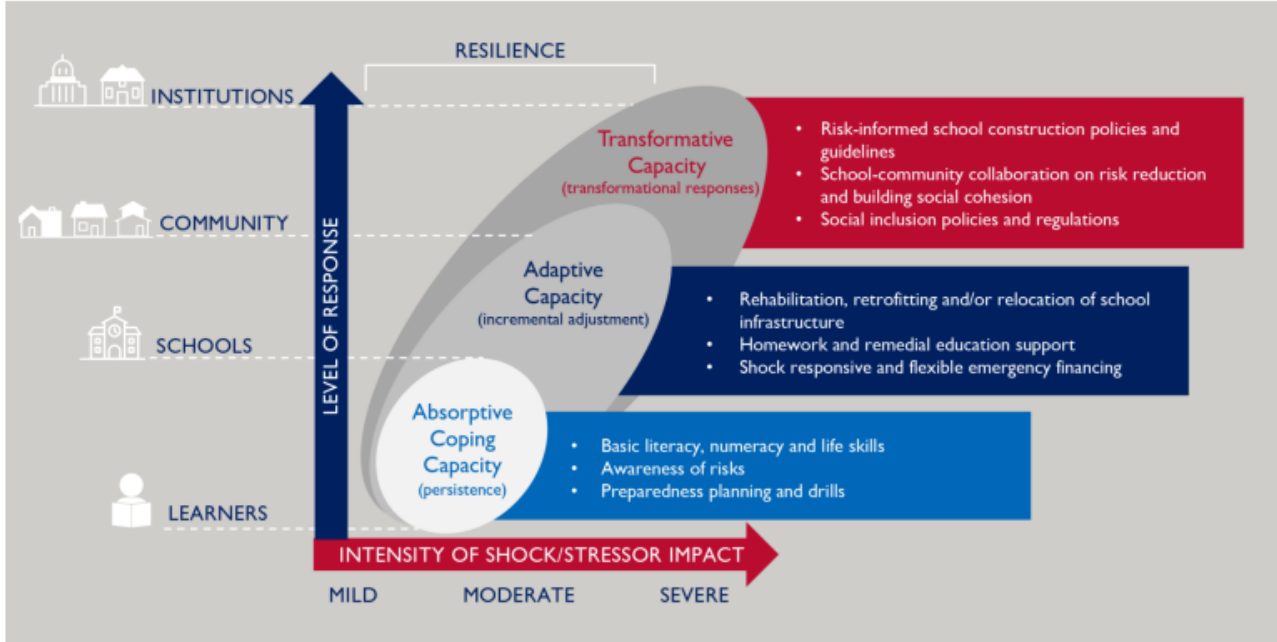 RESILIENCE
INSTITUTIONS
COMMUNITY
SCHOOLS
LEARNERS
LEVEL OF RESPONSE
Transformative
Capacity
(transformational responses)
• Risk-informed school construction policies and
guidelines
• School-community collaboration on risk reduction
and building social cohesion
• Social inclusion policies and regulations
Adaptive
Capacity
(incremental adjustment)
• Rehabilitation, retrofitting and/or relocation of school
infrastructure
• Homework and remedial education support
• Shock responsive and flexible emergency financing
Absorptive
Coping
Capacity
(persistence)
• Basic literacy, numeracy and life skills
• Awareness of risks
• Preparedness planning and drills
INTENSITY OF SHOCK/STRESSOR IMPACT
MILD
MODERATE
SEVERE